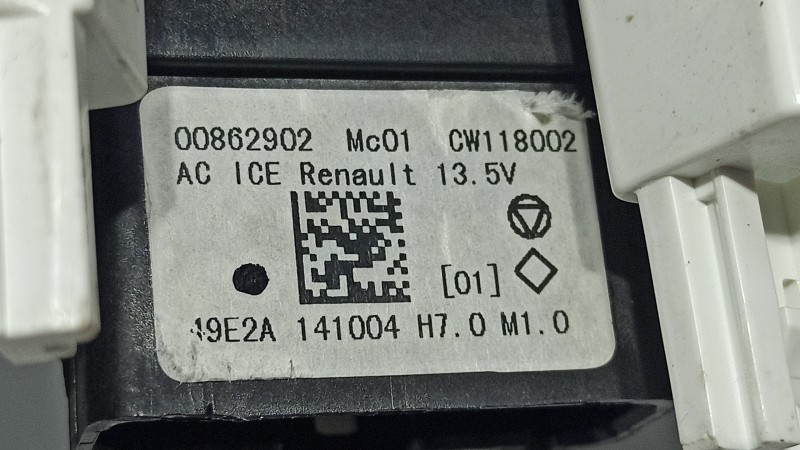 00862902 Mc01 CW118002
AC ICE Renault 13.5V
[01]
49E2A 141004 H7.0 M1.0